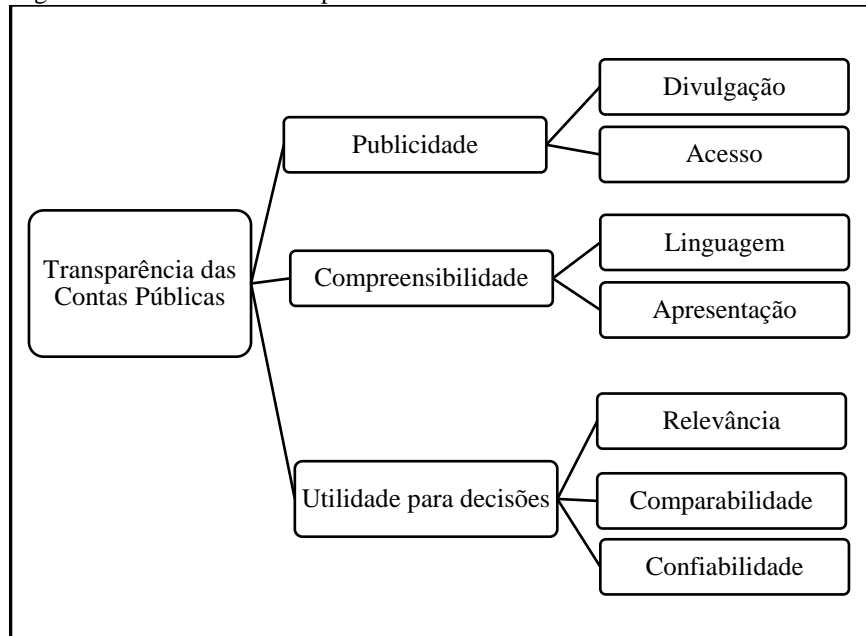 Divulgação
Publicidade
Acesso
Linguagem
Transparência das
Contas Públicas
Compreensibilidade
Apresentação
Relevância
Utilidade para decisões
Comparabilidade
Confiabilidade